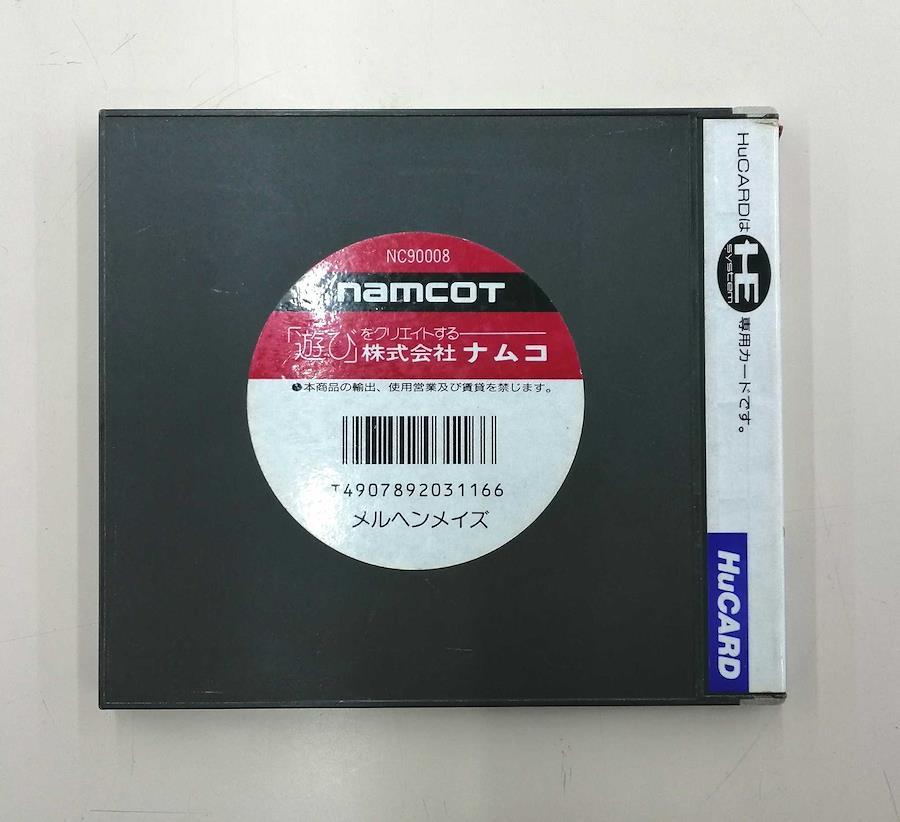 NC90008
namcot
「遊び」をクリエイトする
株式会社ナムコ
●本商品の輸出、使用営業及び賃貸を禁じます。
T4907892031166
メルヘンメイズ
HuCARDは HE system 専用カードです。
HuCARD